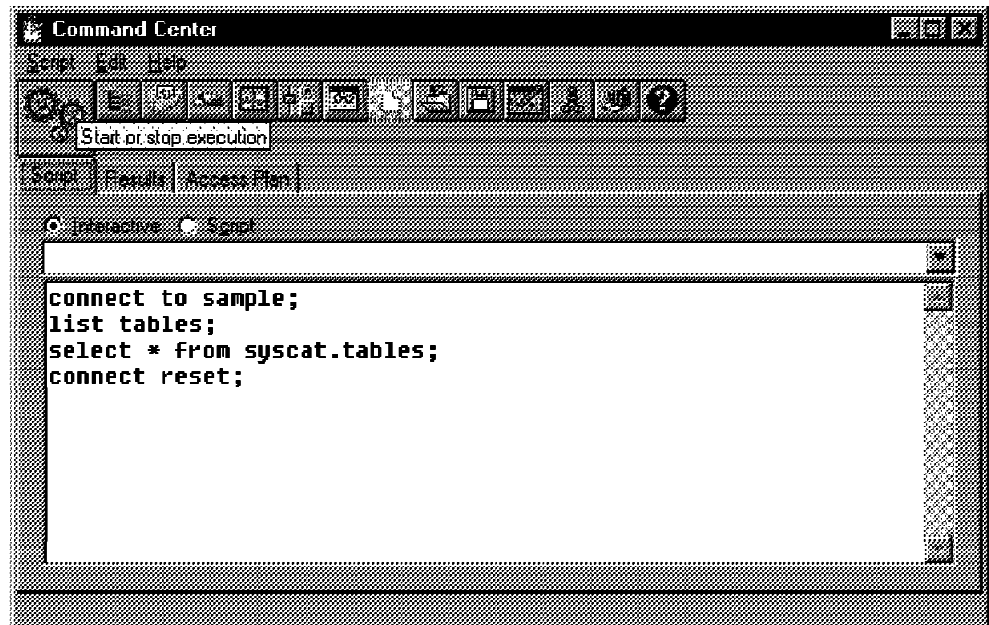 Command Center
Script Edit Help
Start or stop execution
Script Results Access Plan
Interactive Script
connect to sample;
list tables;
select * from syscat.tables;
connect reset;